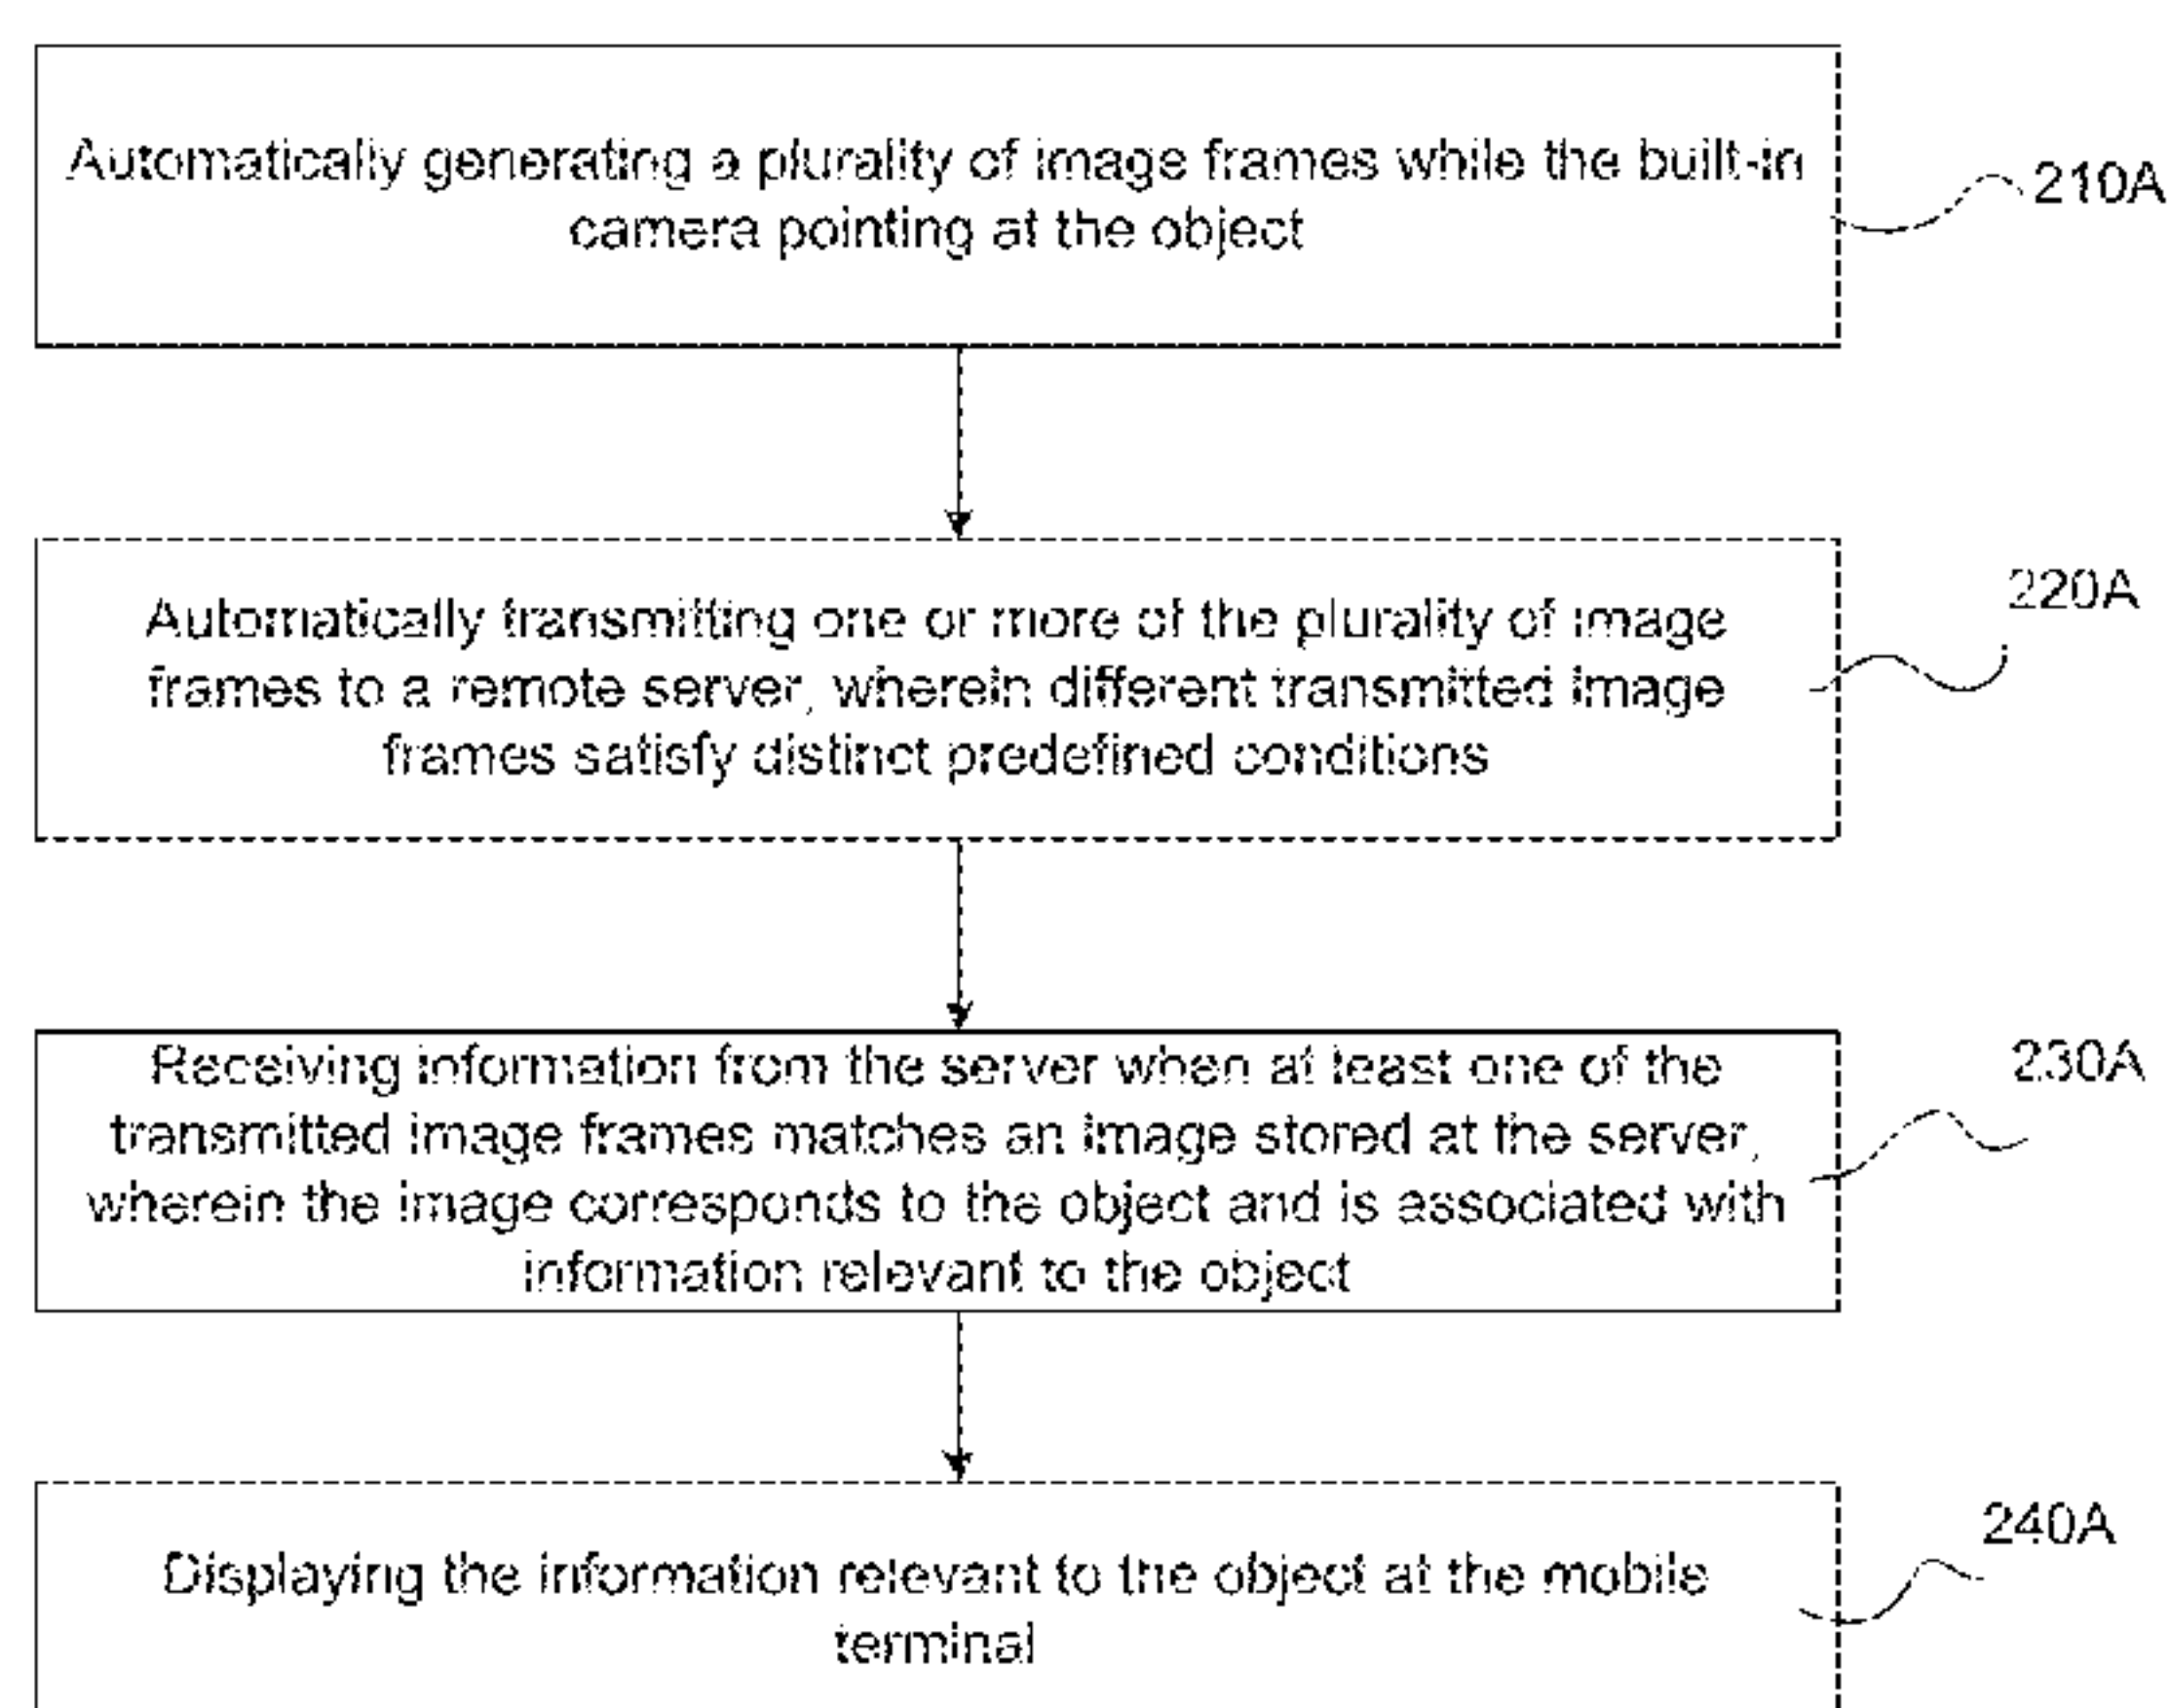 Automatically generating a plurality of image frames while the built-in
camera pointing at the object
210A
Automatically transmitting one or more of the plurality of image
frames to a remote server, wherein different transmitted image
frames satisfy distinct predefined conditions
220A
Receiving information from the server when at least one of the
transmitted image frames matches an image stored at the server,
wherein the image corresponds to the object and is associated with
information relevant to the object
230A
Displaying the information relevant to the object at the mobile
terminal
240A